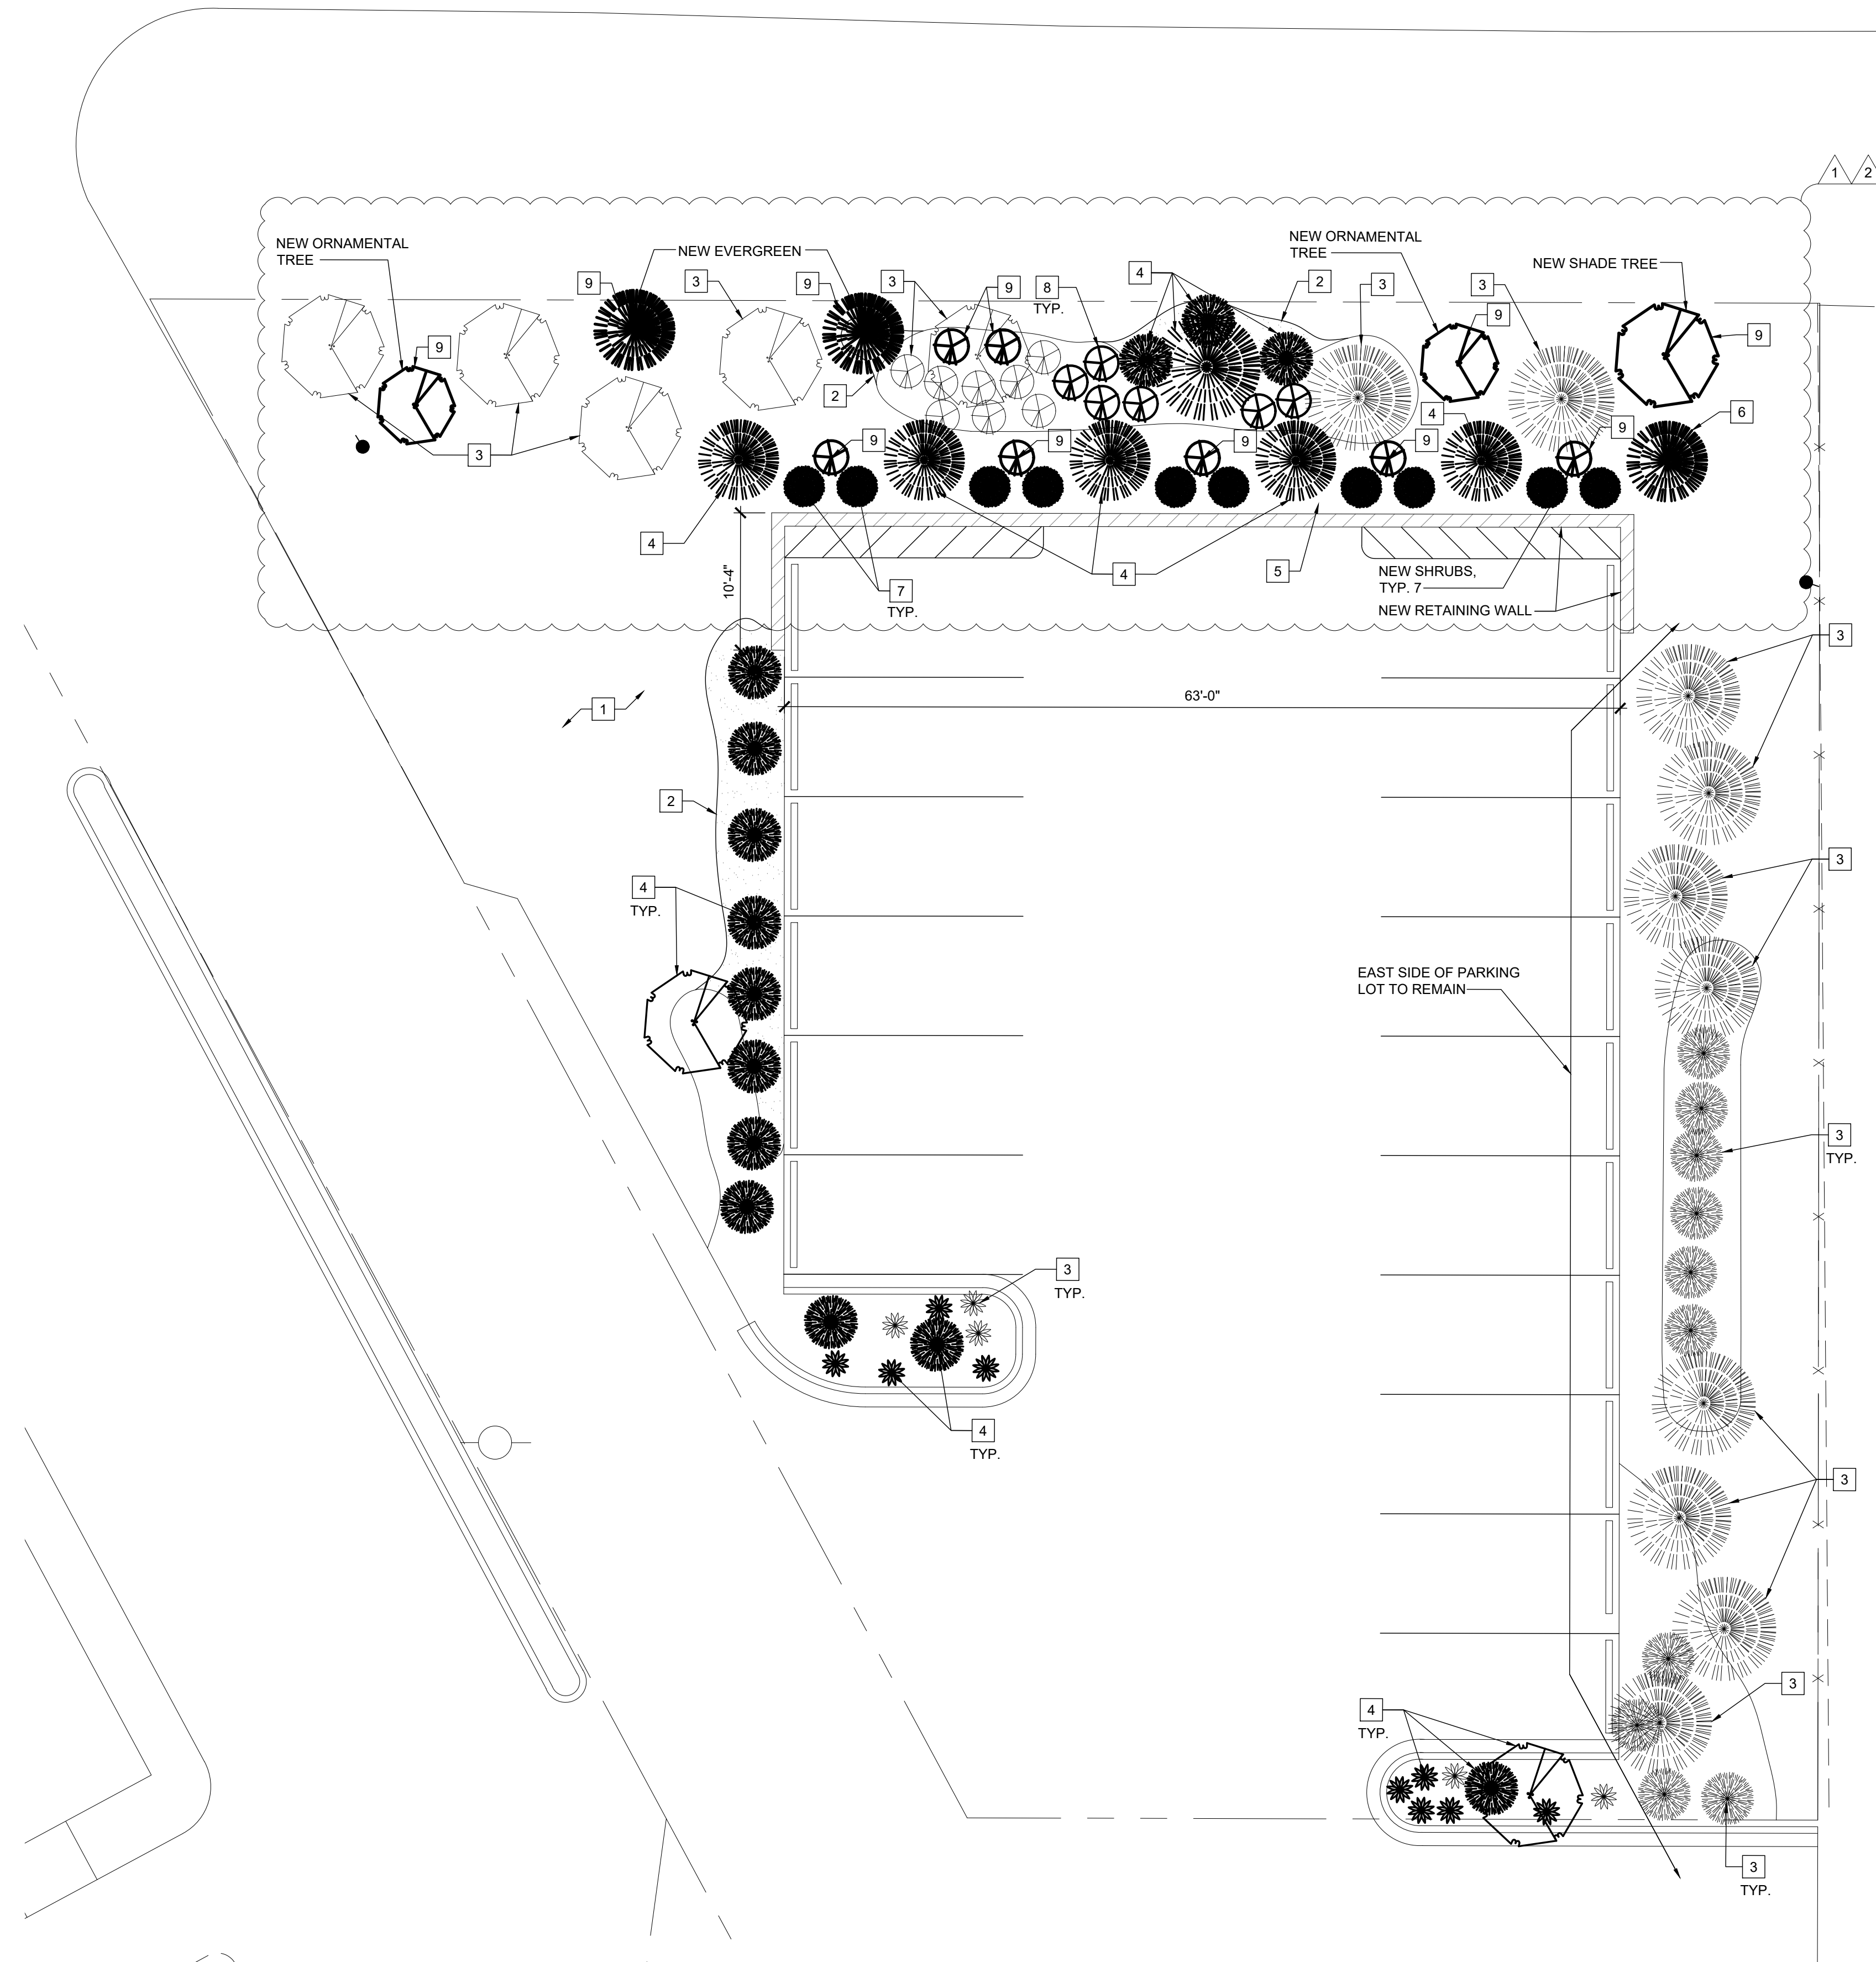 1 2
NEW ORNAMENTAL
TREE
NEW EVERGREEN
NEW ORNAMENTAL
TREE
NEW SHADE TREE
9
3
9
3
9
8
TYP.
4
2
3
3
9
9
9
2
3
9
9
9
9
4
9
6
4
10'-4"
7
TYP.
4
5
NEW SHRUBS,
TYP. 7
NEW RETAINING WALL
3
1
63'-0"
2
3
4
TYP.
EAST SIDE OF PARKING
LOT TO REMAIN
3
TYP.
3
TYP.
4
TYP.
3
3
4
TYP.
3
TYP.